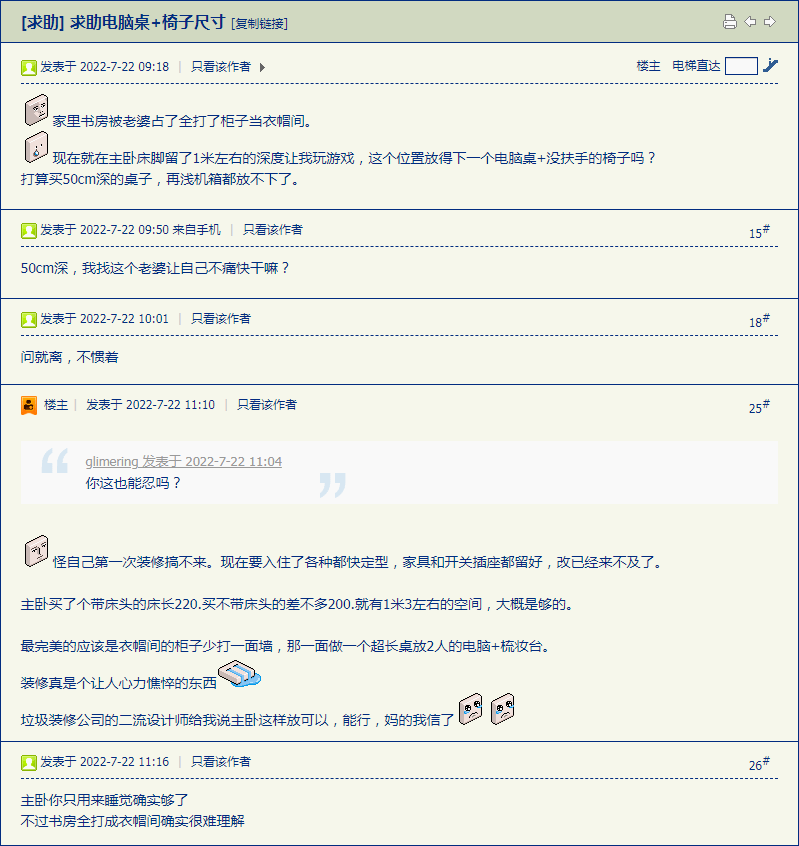 [求助] 求助电脑桌+椅子尺寸 [复制链接]
发表于 2022-7-22 09:18 | 只看该作者 楼主 电梯直达
家里书房被老婆占了全打了柜子当衣帽间。
现在就在主卧床脚留了1米左右的深度让我玩游戏，这个位置放得下一个电脑桌+没扶手的椅子吗？
打算买50cm深的桌子，再浅机箱都放不下了。
发表于 2022-7-22 09:50 来自手机 | 只看该作者 15#
50cm深，我找这个老婆让自己不痛快干嘛？
发表于 2022-7-22 10:01 | 只看该作者 18#
问就离，不惯着
楼主 | 发表于 2022-7-22 11:10 | 只看该作者 25#
glimering 发表于 2022-7-22 11:04
你这也能忍吗？
怪自己第一次装修搞不来。现在要入住了各种都快定型，家具和开关插座都留好，改已经来不及了。
主卧买了个带床头的床长220.买不带床头的差不多200.就有1米3左右的空间，大概是够的。
最完美的应该是衣帽间的柜子少打一面墙，那一面做一个超长桌放2人的电脑+梳妆台。
装修真是个让人心力憔悴的东西
垃圾装修公司的二流设计师给我说主卧这样放可以，能行，妈的我信了
发表于 2022-7-22 11:16 | 只看该作者 26#
主卧你只用来睡觉确实够了
不过书房全打成衣帽间确实很难理解